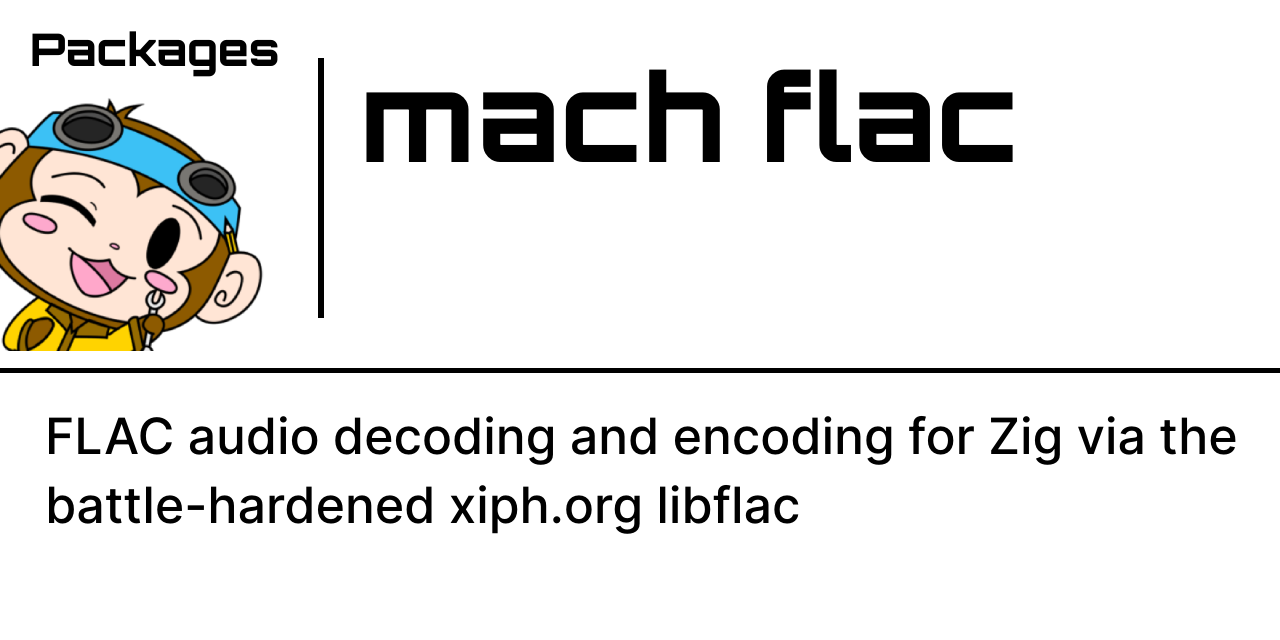 Packages
mach flac
FLAC audio decoding and encoding for Zig via the
battle-hardened xiph.org libflac